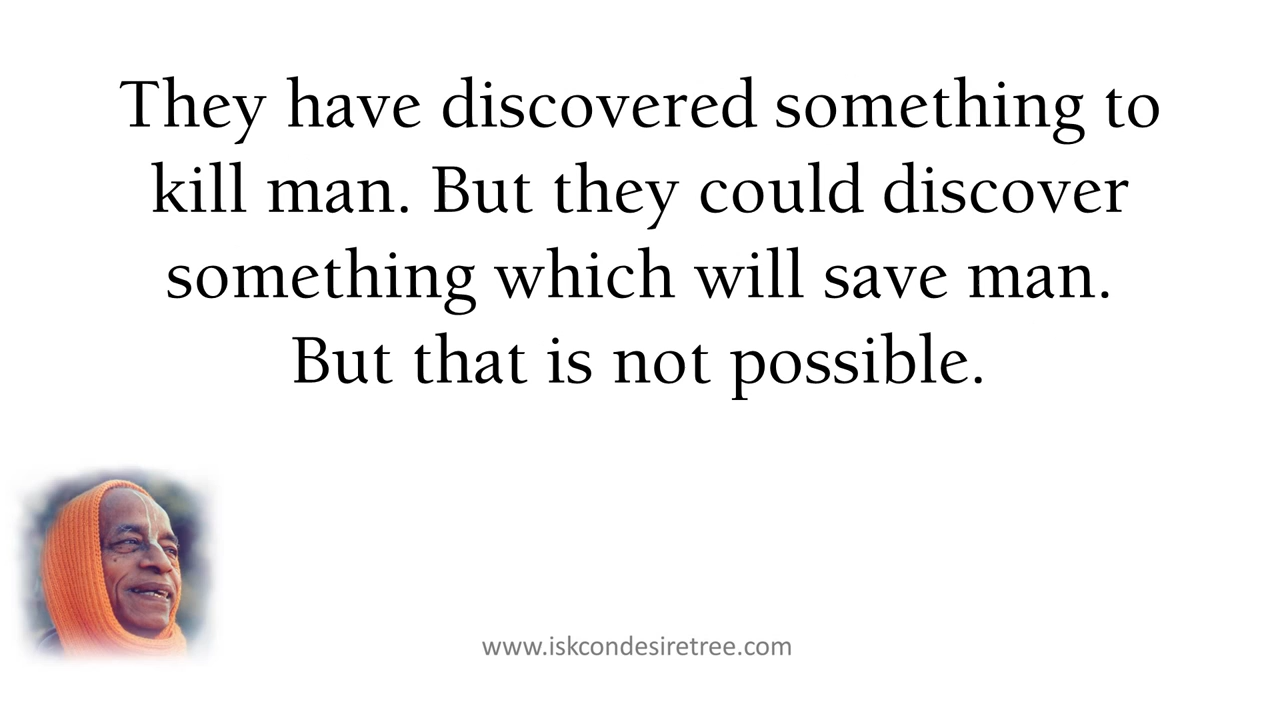 They have discovered something to
kill man. But they could discover
something which will save man.
But that is not possible.
www.iskcondesiretree.com